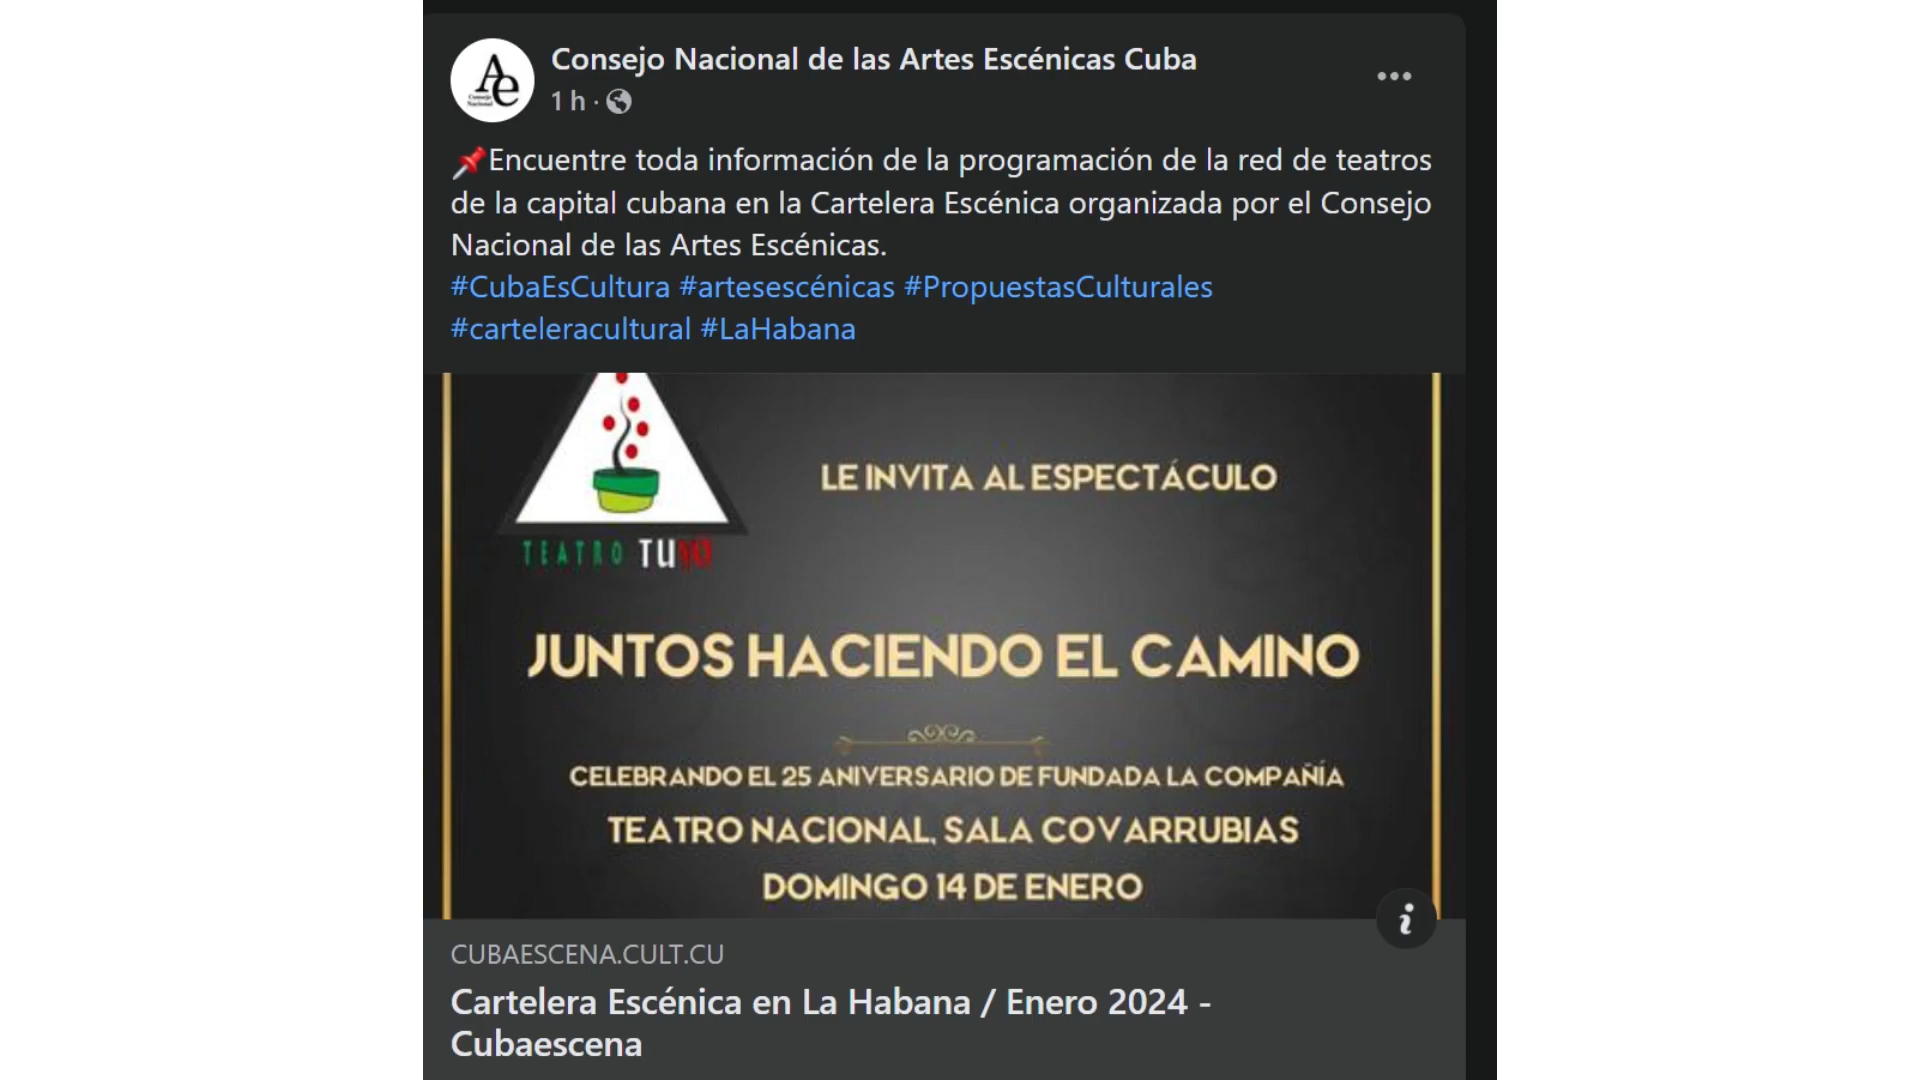 Ae
Consejo
Nacional
Consejo Nacional de las Artes Escénicas Cuba
1 h ·
Encuentre toda información de la programación de la red de teatros
de la capital cubana en la Cartelera Escénica organizada por el Consejo
Nacional de las Artes Escénicas.
#CubaEsCultura #artesescénicas #PropuestasCulturales
#carteleracultural #LaHabana
LE INVITA AL ESPECTÁCULO
TEATRO TUYO
JUNTOS HACIENDO EL CAMINO
CELEBRANDO EL 25 ANIVERSARIO DE FUNDADA LA COMPAÑÍA
TEATRO NACIONAL, SALA COVARRUBIAS
DOMINGO 14 DE ENERO
i
CUBAESCENA.CULT.CU
Cartelera Escénica en La Habana / Enero 2024 -
Cubaescena